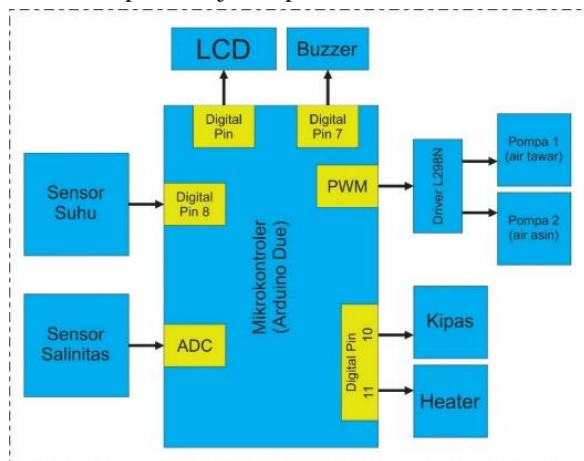 LCD
Buzzer
Digital
Pin
Digital
Pin 7
Sensor
Suhu
Digital
Pin 8
PWM
Driver L298N
Pompa 1
(air tawar)
Pompa 2
(air asin)
Mikrokontroler
(Arduino Due)
Sensor
Salinitas
ADC
Digital Pin
10
11
Kipas
Heater